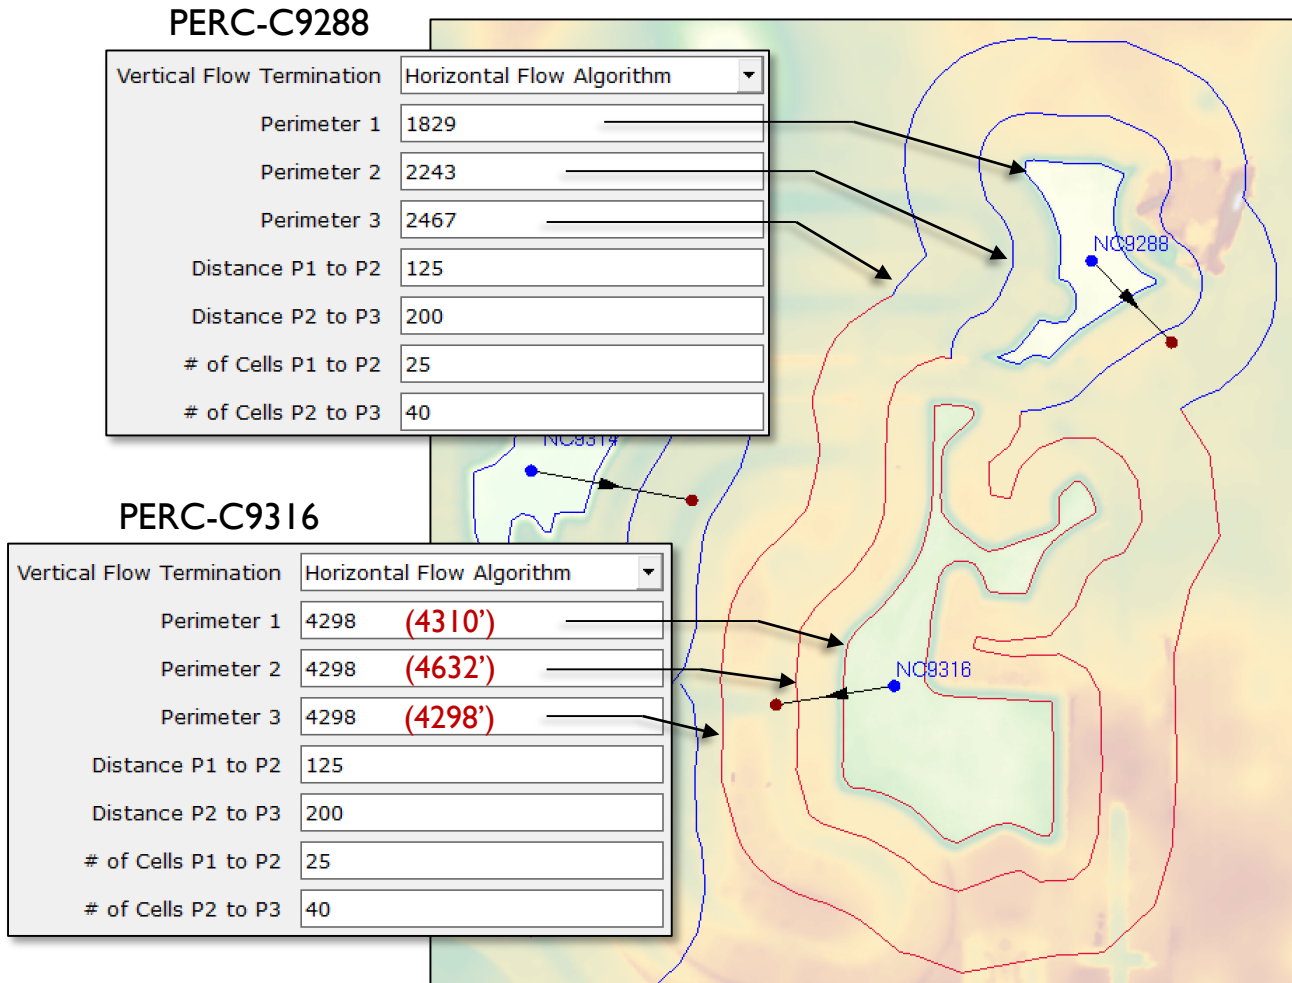 PERC-C9288
Vertical Flow Termination Horizontal Flow Algorithm
Perimeter 1 1829
Perimeter 2 2243
Perimeter 3 2467
Distance P1 to P2 125
Distance P2 to P3 200
# of Cells P1 to P2 25
# of Cells P2 to P3 40
NC9288
NC9314
PERC-C9316
Vertical Flow Termination Horizontal Flow Algorithm
Perimeter 1 4298 (4310’)
Perimeter 2 4298 (4632’)
Perimeter 3 4298 (4298’)
Distance P1 to P2 125
Distance P2 to P3 200
# of Cells P1 to P2 25
# of Cells P2 to P3 40
NC9316